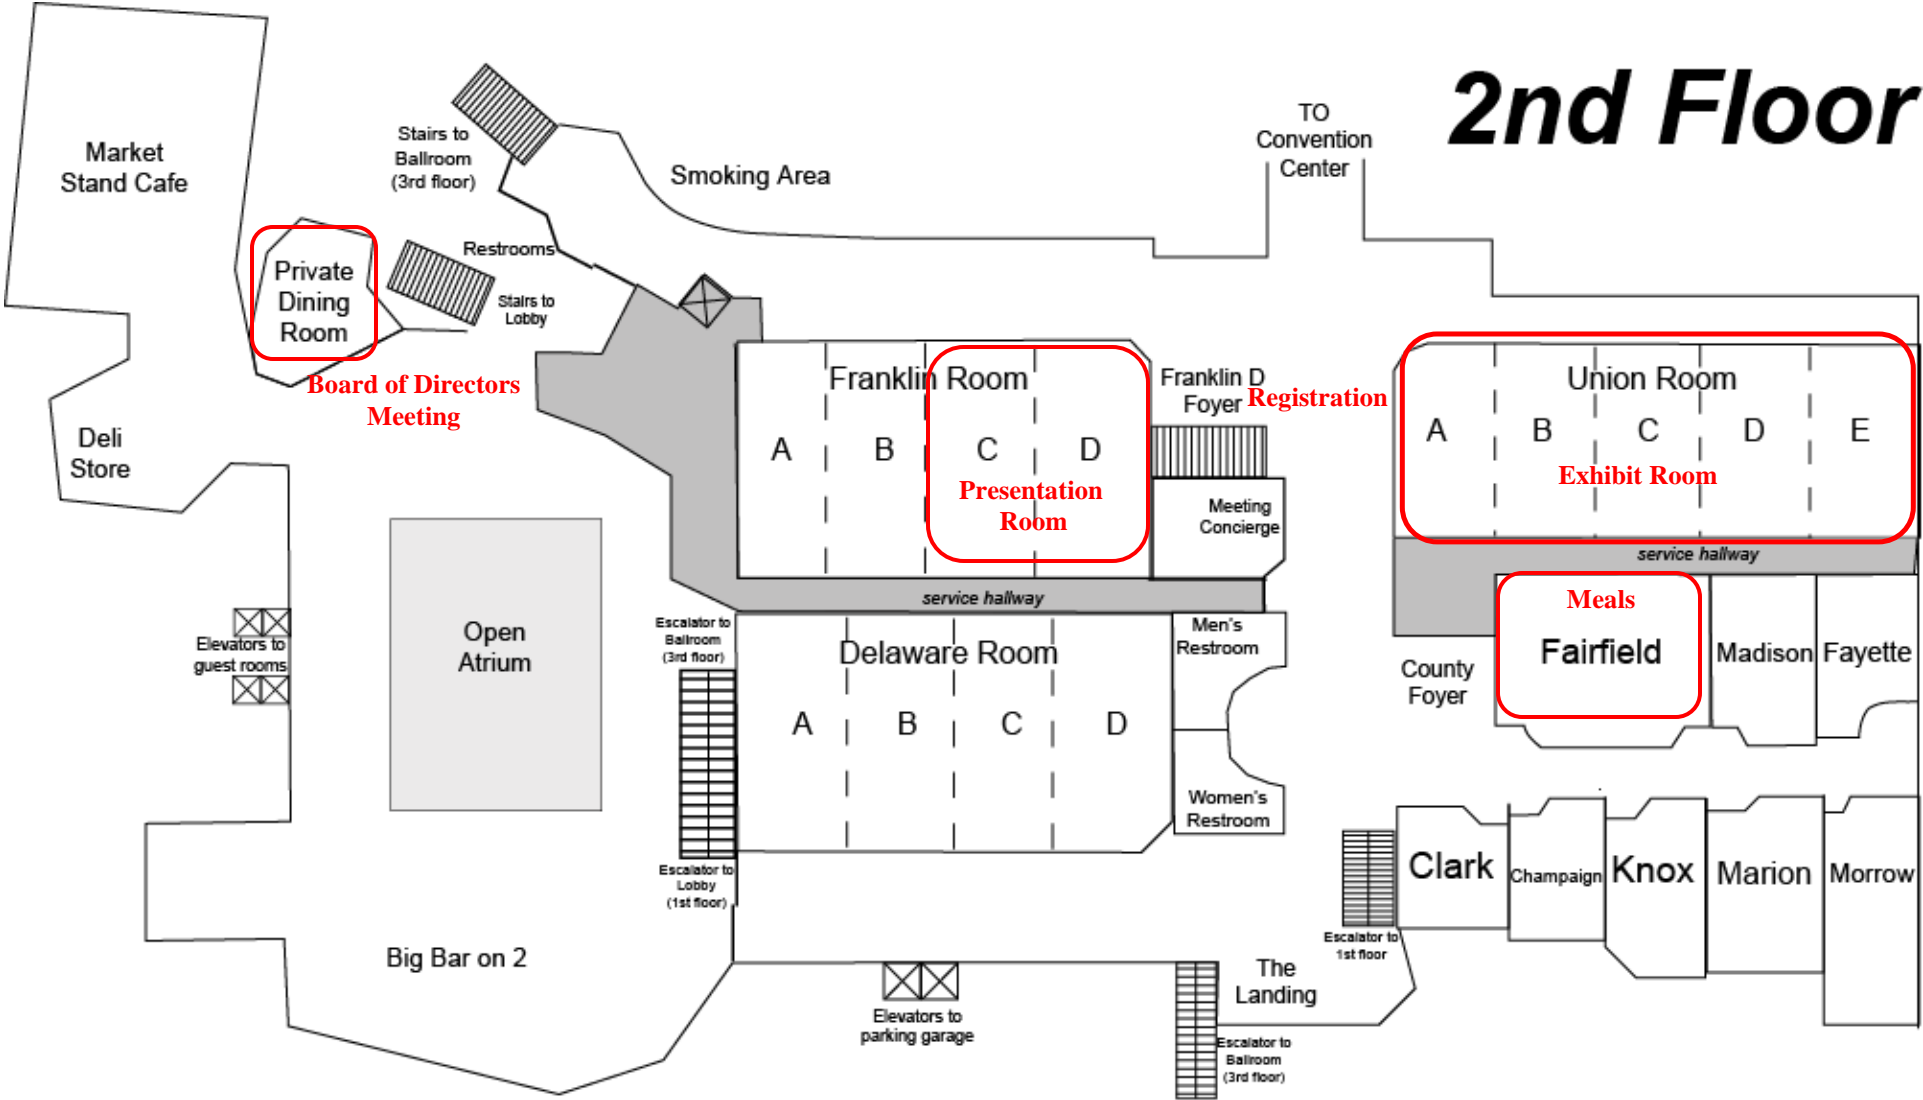 2nd Floor
TO
Convention
Center
Market
Stand Cafe
Stairs to
Ballroom
(3rd floor)
Smoking Area
Restrooms
Private
Dining
Room
Stairs to
Lobby
Board of Directors
Meeting
Deli
Store
Franklin Room
A
B
C
D
Presentation
Room
Franklin D
Foyer
Registration
Meeting
Concierge
Union Room
A
B
C
D
E
Exhibit Room
service hallway
service hallway
Meals
Fairfield
Madison
Fayette
County
Foyer
Elevators to
guest rooms
Open
Atrium
Escalator to
Ballroom
(3rd floor)
Delaware Room
A
B
C
D
Men's
Restroom
Women's
Restroom
Escalator to
Lobby
(1st floor)
Clark
Champaign
Knox
Marion
Morrow
Escalator to
1st floor
Big Bar on 2
The
Landing
Elevators to
parking garage
Escalator to
Ballroom
(3rd floor)